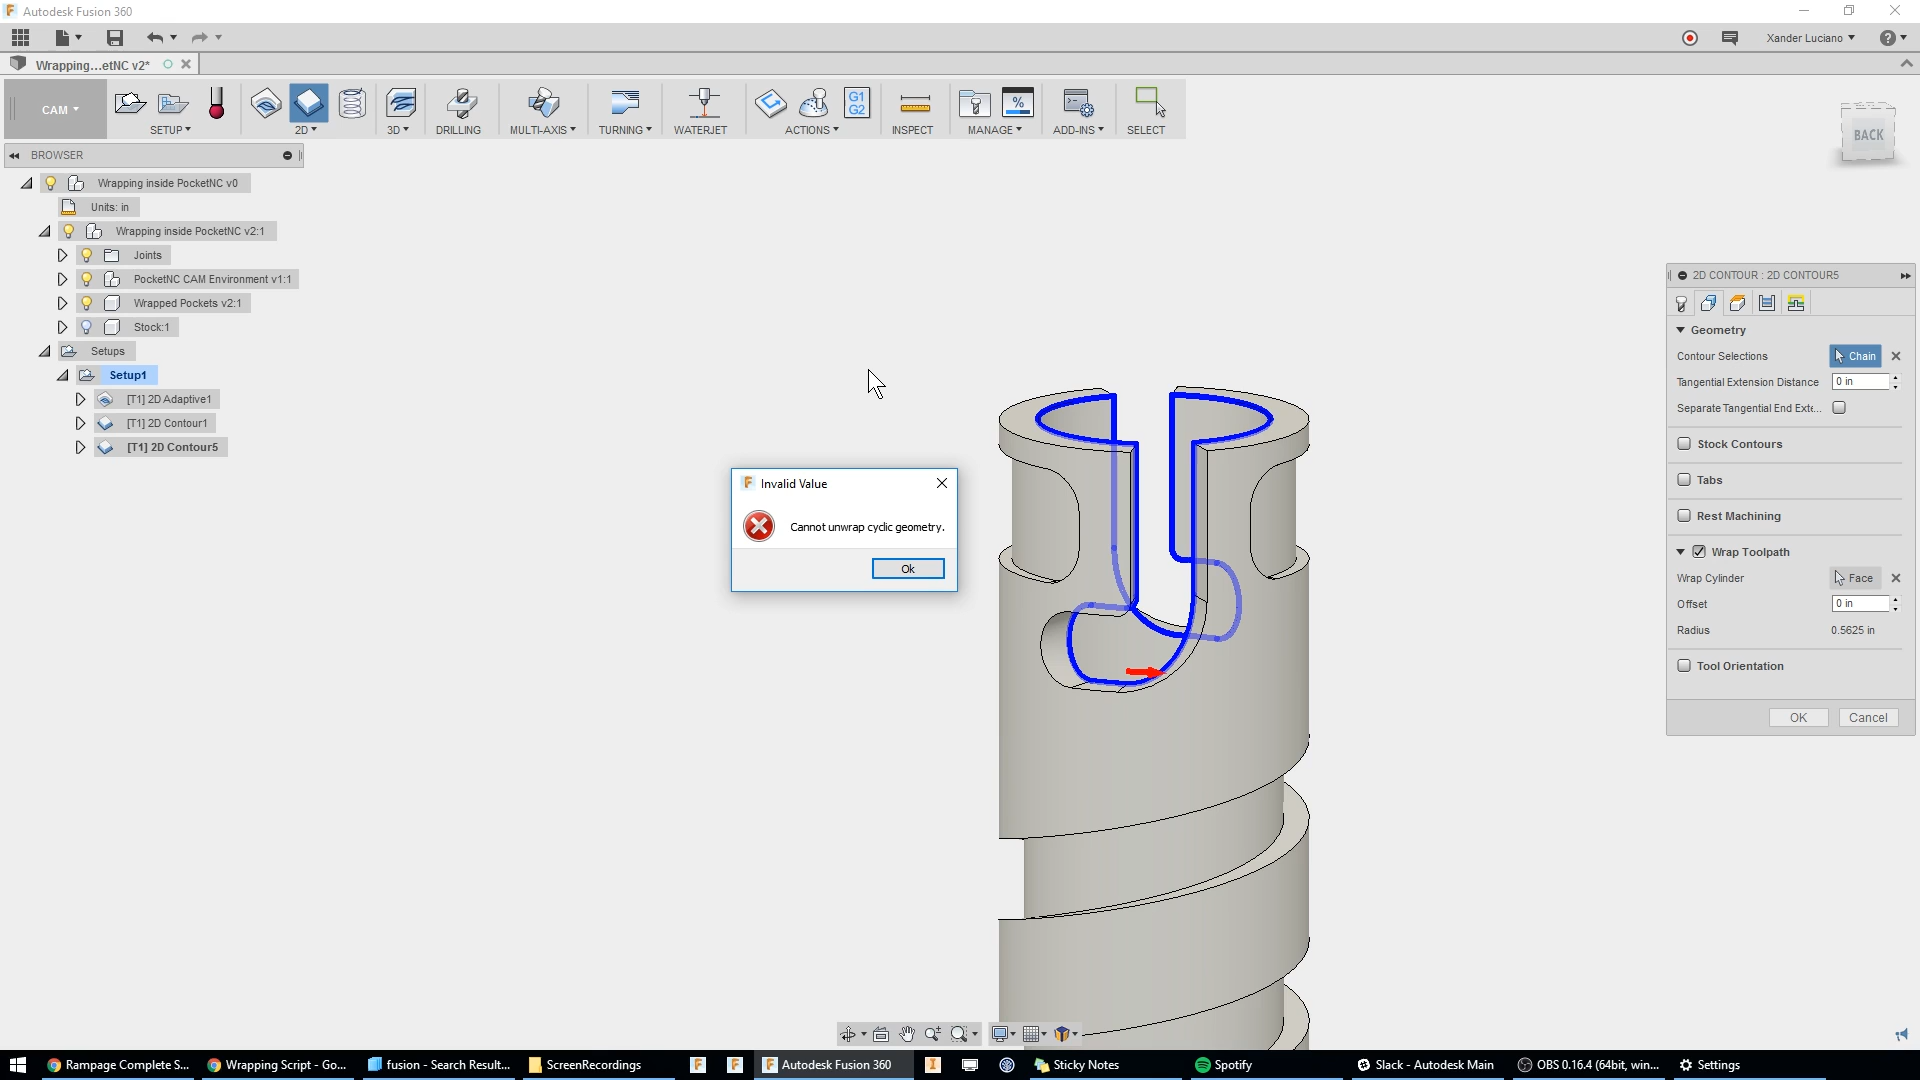 Autodesk Fusion 360
Xander Luciano
Wrapping...etNC v2*
CAM
SETUP
2D
3D
DRILLING
MULTI-AXIS
TURNING
WATERJET
G1
G2
ACTIONS
INSPECT
%
MANAGE
ADD-INS
SELECT
BACK
BROWSER
Wrapping inside PocketNC v0
Units: in
Wrapping inside PocketNC v2:1
Joints
PocketNC CAM Environment v1:1
Wrapped Pockets v2:1
Stock:1
Setups
Setup1
[T1] 2D Adaptive1
[T1] 2D Contour1
[T1] 2D Contour5
Invalid Value
Cannot unwrap cyclic geometry.
Ok
2D CONTOUR : 2D CONTOUR5
Geometry
Contour Selections Chain
Tangential Extension Distance 0 in
Separate Tangential End Exte...
Stock Contours
Tabs
Rest Machining
Wrap Toolpath
Wrap Cylinder Face
Offset 0 in
Radius 0.5625 in
Tool Orientation
OK Cancel
Rampage Complete S... Wrapping Script - Go... fusion - Search Result... ScreenRecordings Autodesk Fusion 360 Sticky Notes Spotify Slack - Autodesk Main OBS 0.16.4 (64bit, win... Settings